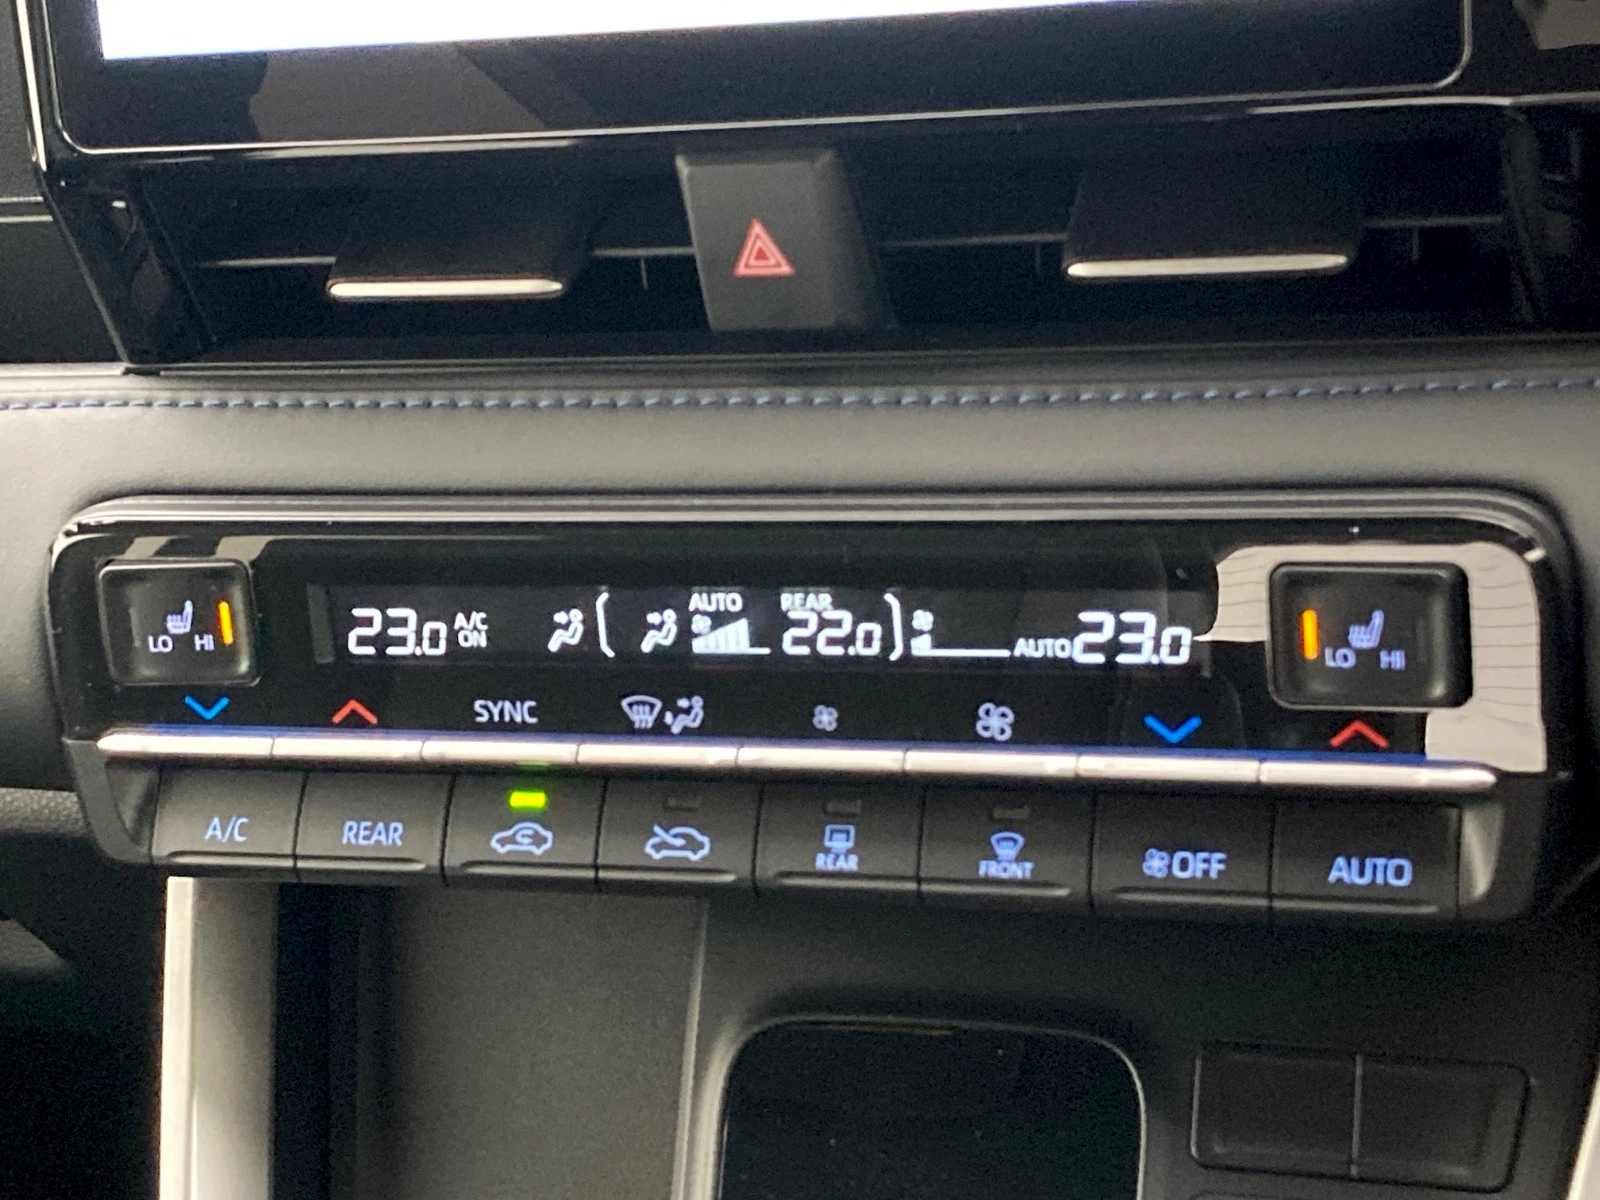 LO HI
23.0 A/C ON
AUTO
REAR
22.0
AUTO 23.0
LO HI
SYNC
A/C
REAR
REAR
FRONT
OFF
AUTO